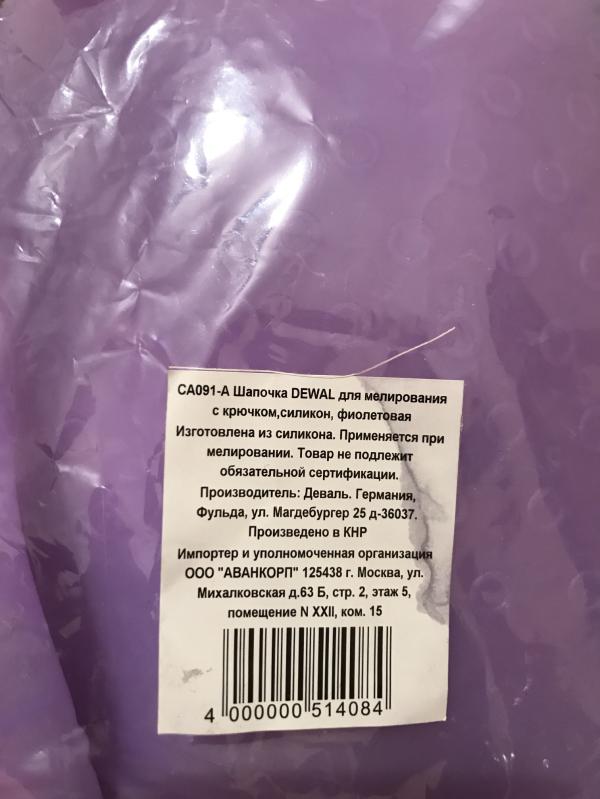 CA091-A Шапочка DEWAL для мелирования
с крючком,силикон, фиолетовая
Изготовлена из силикона. Применяется при
мелировании. Товар не подлежит
обязательной сертификации.
Производитель: Деваль. Германия,
Фульда, ул. Магдебургер 25 д-36037.
Произведено в КНР
Импортер и уполномоченная организация
ООО "АВАНКОРП" 125438 г. Москва, ул.
Михалковская д.63 Б, стр. 2, этаж 5,
помещение N XXII, ком. 15
4 000000 514084